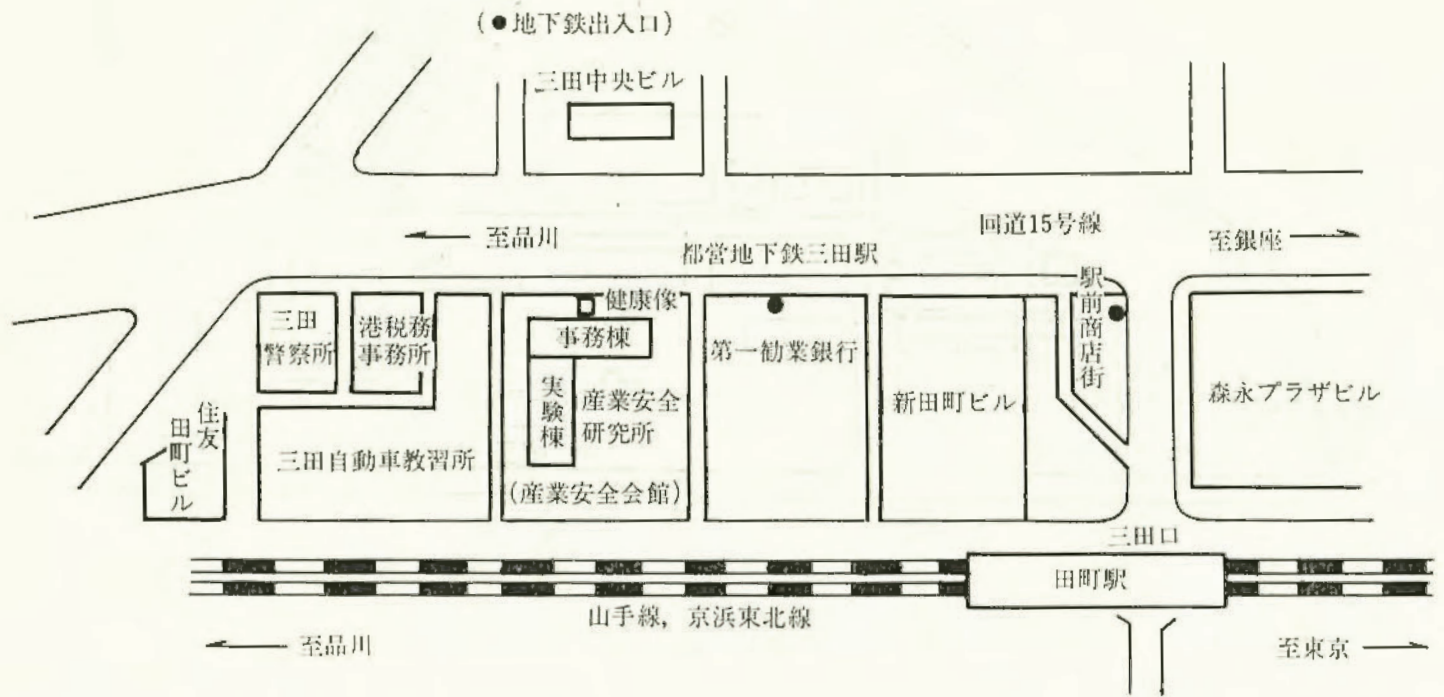 (●地下鉄出入口)
三田中央ビル
回道15号線
至品川
至銀座
都営地下鉄三田駅
駅前商店街
健康像
三田
警察所
港税務
事務所
事務棟
第一勧業銀行
実験棟
産業安全
研究所
新田町ビル
森永プラザビル
住友
田町ビル
三田自動車教習所
(産業安全会館)
三田口
田町駅
山手線, 京浜東北線
至品川
至東京